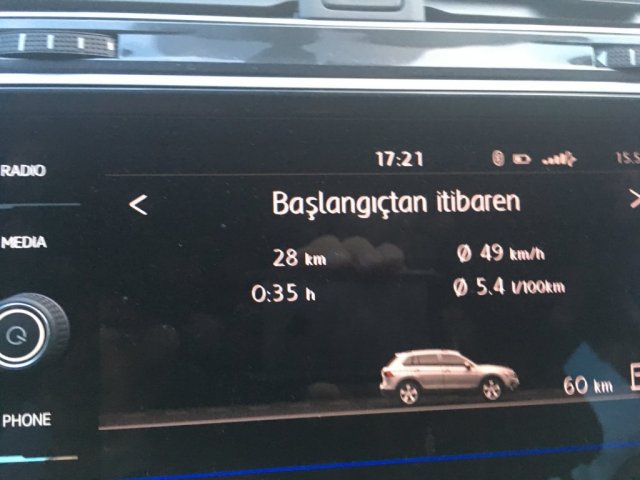 17:21
RADIO
< Başlangıçtan itibaren >
MEDIA
28 km Ø 49 km/h
0:35 h Ø 5.4 l/100km
60 km
PHONE